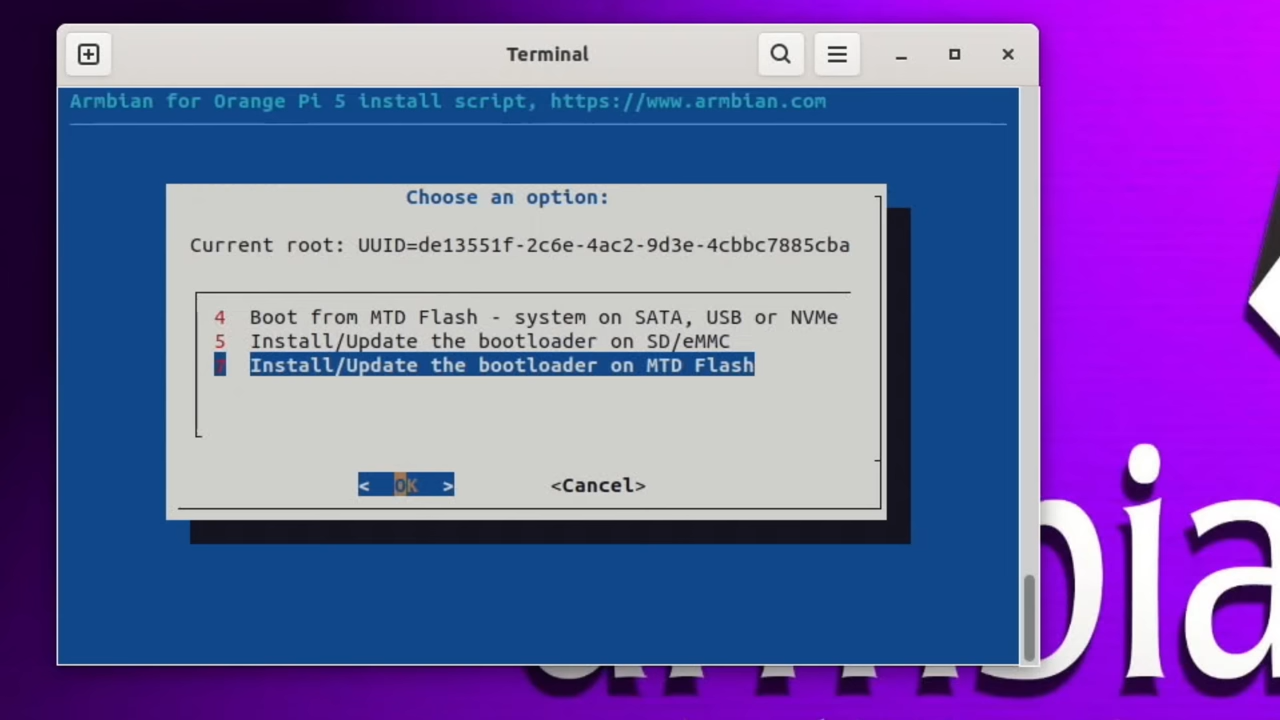 Terminal
Armbian for Orange Pi 5 install script, https://www.armbian.com
Choose an option:
Current root: UUID=de13551f-2c6e-4ac2-9d3e-4cbbc7885cba
4 Boot from MTD Flash - system on SATA, USB or NVMe
5 Install/Update the bootloader on SD/eMMC
7 Install/Update the bootloader on MTD Flash
< OK > <Cancel>